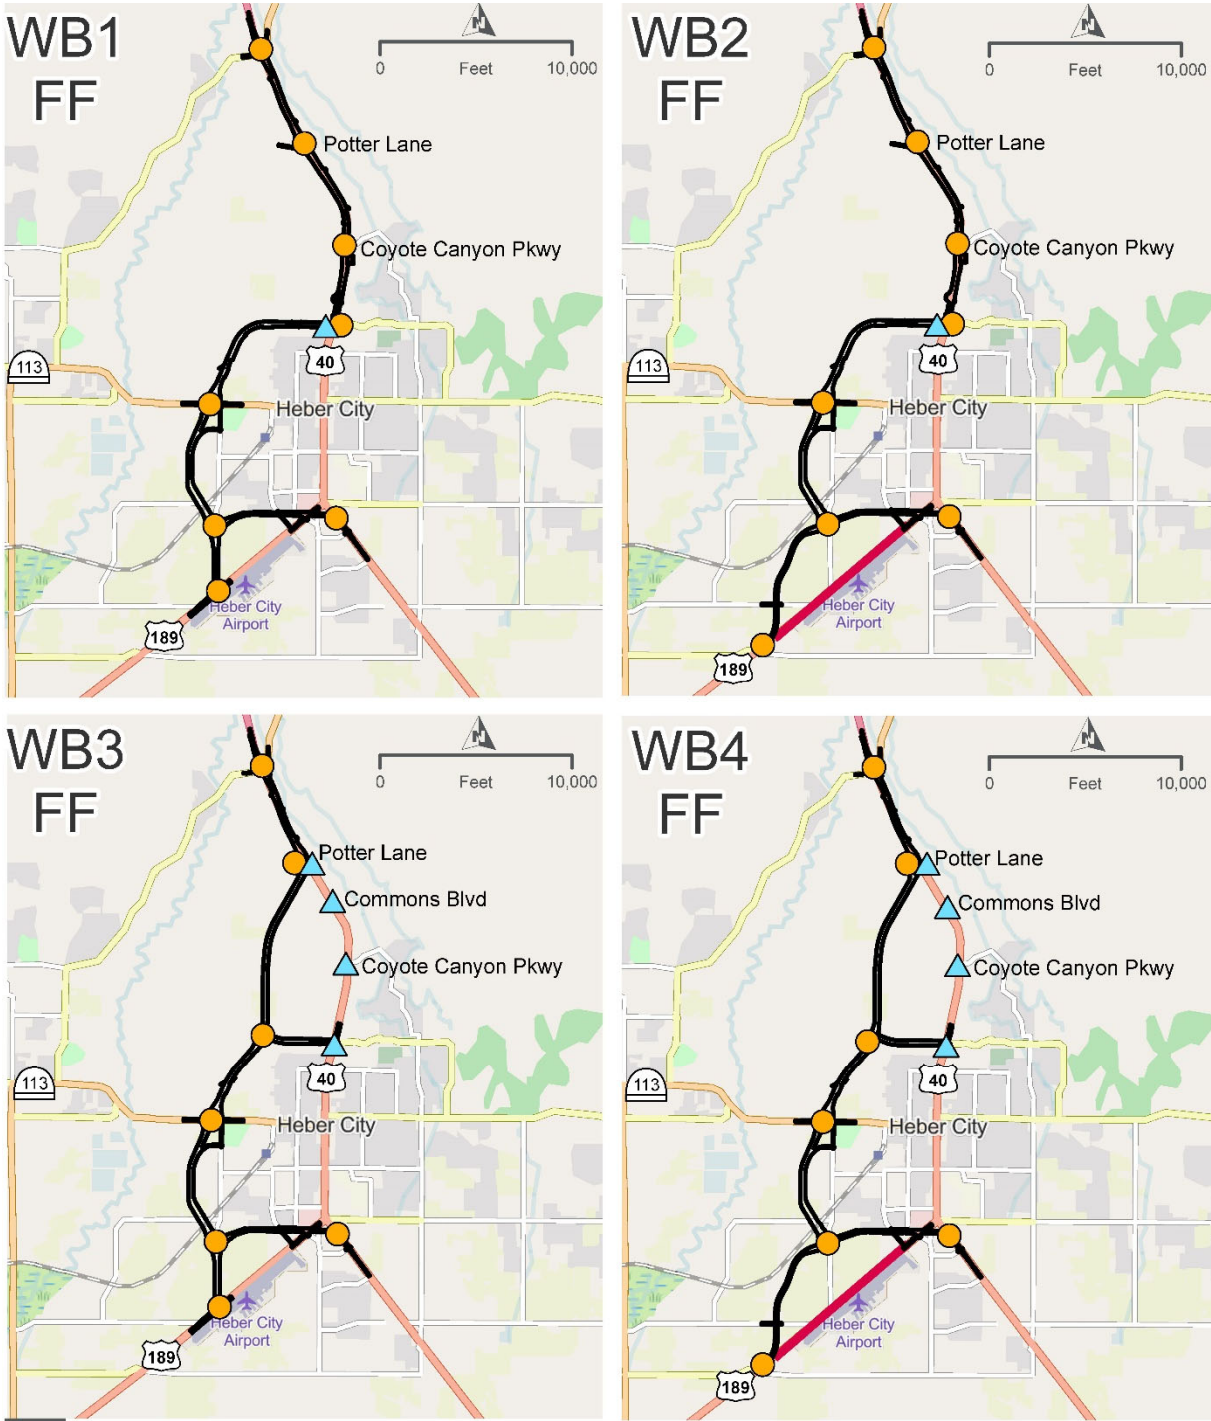 WB1
FF
N
0 Feet 10,000
Potter Lane
Coyote Canyon Pkwy
40
113
Heber City
Heber City
Airport
189
WB2
FF
N
0 Feet 10,000
Potter Lane
Coyote Canyon Pkwy
40
113
Heber City
Heber City
Airport
189
WB3
FF
N
0 Feet 10,000
Potter Lane
Commons Blvd
Coyote Canyon Pkwy
40
113
Heber City
Heber City
Airport
189
WB4
FF
N
0 Feet 10,000
Potter Lane
Commons Blvd
Coyote Canyon Pkwy
40
113
Heber City
Heber City
Airport
189